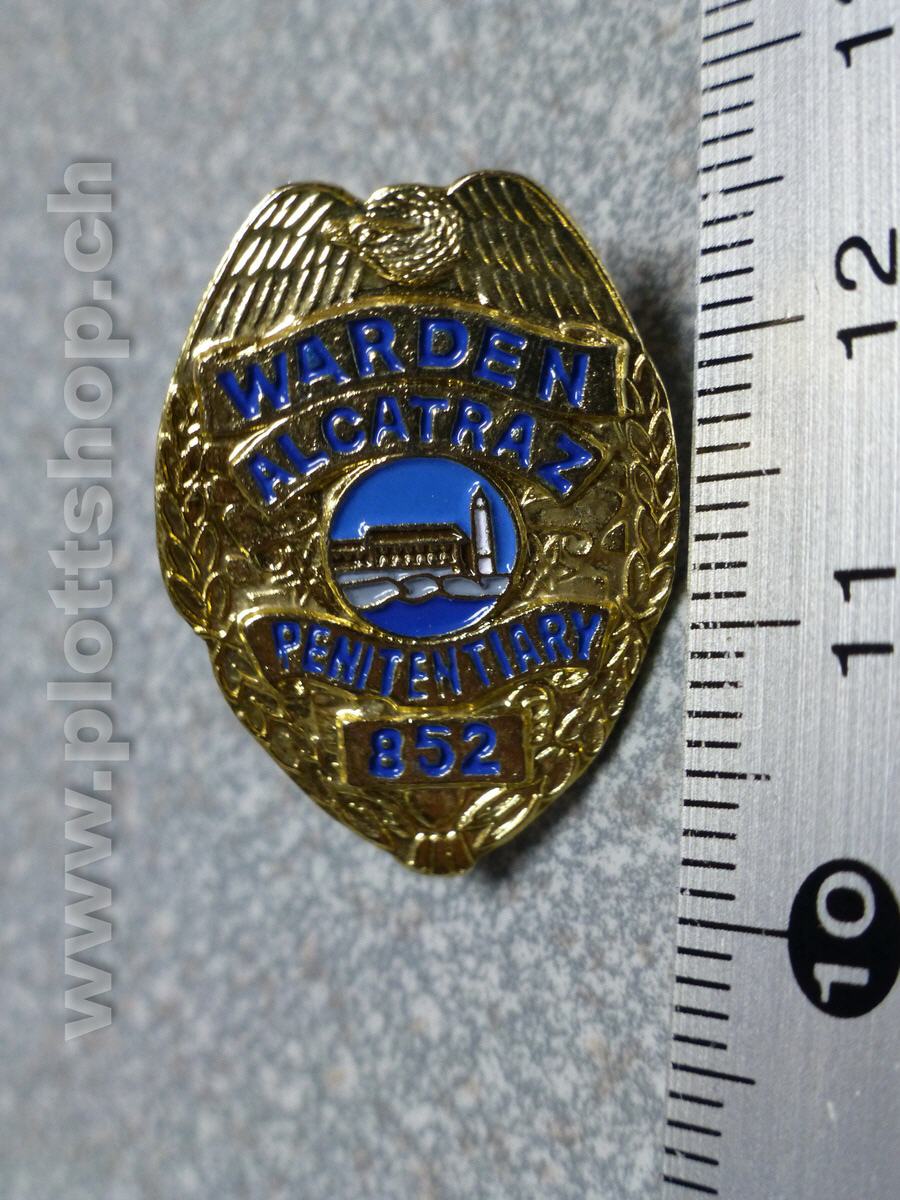 WARDEN
ALCATRAZ
PENITENTIARY
852
www.plottshop.ch
12
11
10